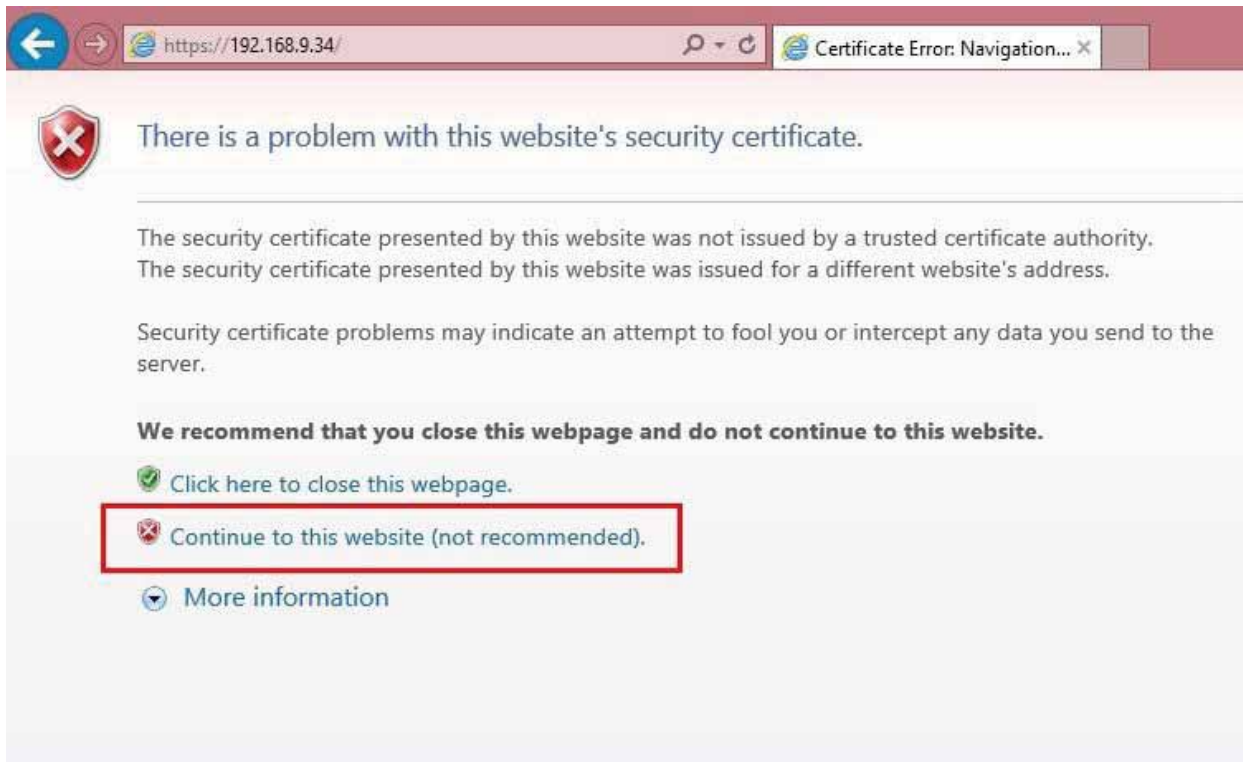 https://192.168.9.34/
Certificate Error: Navigation...
There is a problem with this website's security certificate.
The security certificate presented by this website was not issued by a trusted certificate authority.
The security certificate presented by this website was issued for a different website's address.
Security certificate problems may indicate an attempt to fool you or intercept any data you send to the
server.
We recommend that you close this webpage and do not continue to this website.
Click here to close this webpage.
Continue to this website (not recommended).
More information